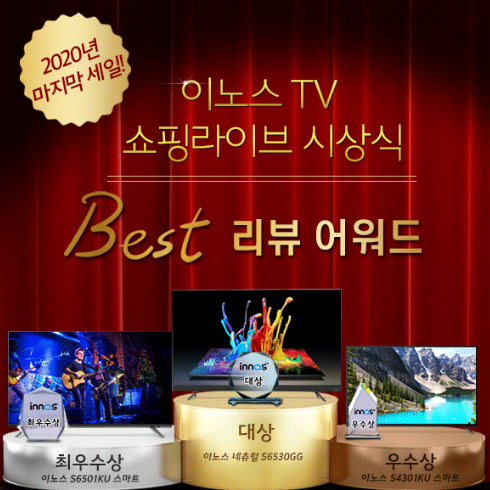 2020년
마지막 세일!
이노스 TV
쇼핑라이브 시상식
Best 리뷰 어워드
innos
대상
innos
최우수상
innos
우수상
대상
이노스 네츄럴 S6530GG
최우수상
이노스 S6501KU 스마트
우수상
이노스 S4301KU 스마트